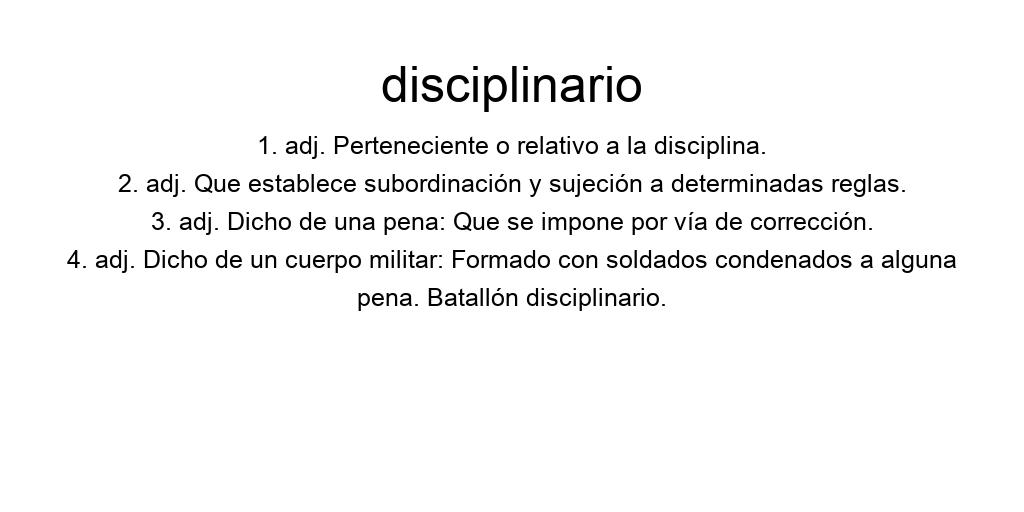 disciplinario
1. adj. Perteneciente o relativo a la disciplina.
2. adj. Que establece subordinación y sujeción a determinadas reglas.
3. adj. Dicho de una pena: Que se impone por vía de corrección.
4. adj. Dicho de un cuerpo militar: Formado con soldados condenados a alguna
pena. Batallón disciplinario.